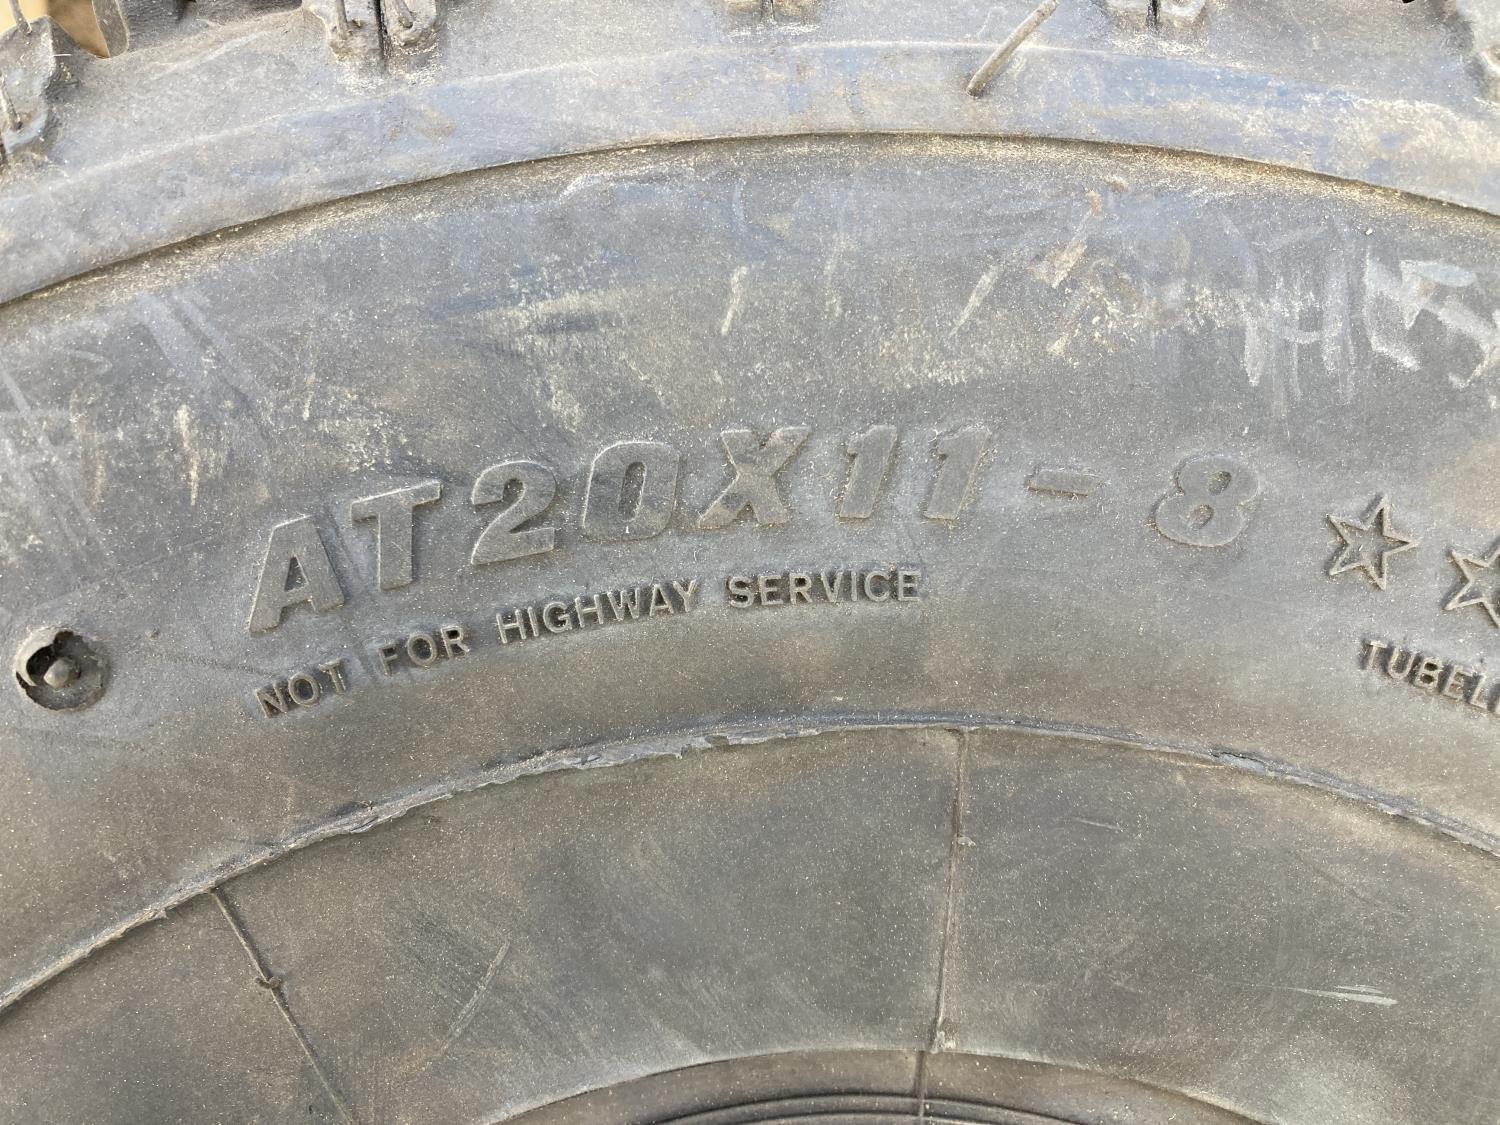 AT20X11-8 ☆☆
NOT FOR HIGHWAY SERVICE